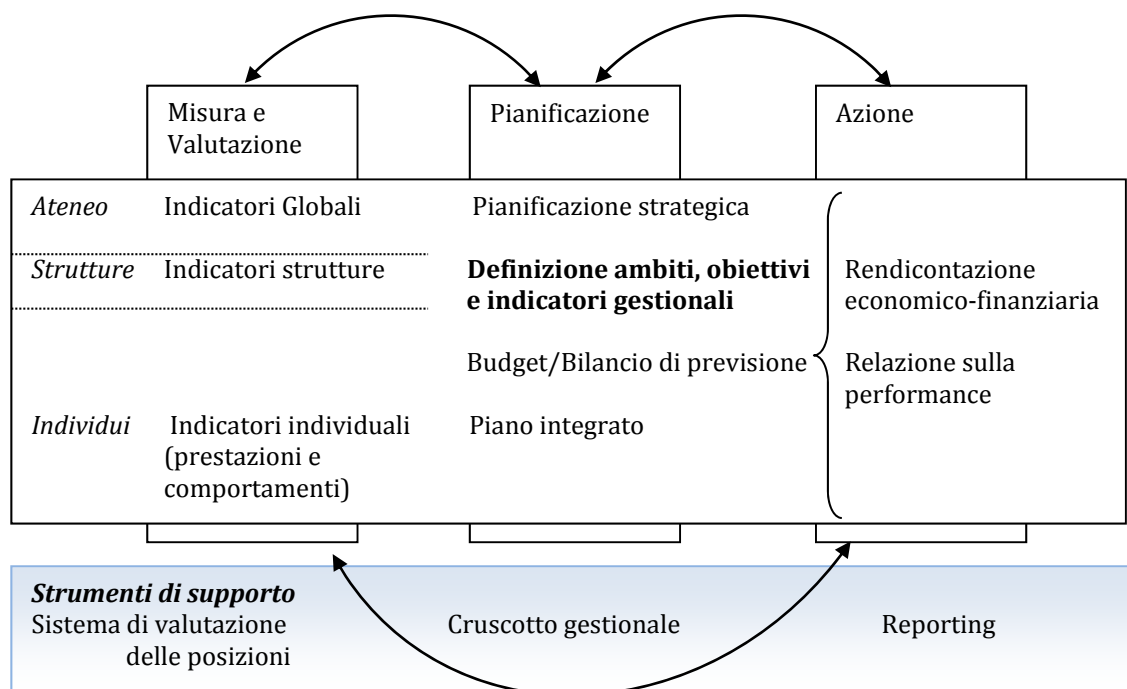 Misura e
Valutazione
Pianificazione
Azione
Ateneo
Indicatori Globali
Pianificazione strategica
Strutture
Indicatori strutture
Definizione ambiti, obiettivi
e indicatori gestionali
Rendicontazione
economico-finanziaria
Budget/Bilancio di previsione
Relazione sulla
performance
Individui
Indicatori individuali
(prestazioni e
comportamenti)
Piano integrato
Strumenti di supporto
Sistema di valutazione
delle posizioni
Cruscotto gestionale
Reporting